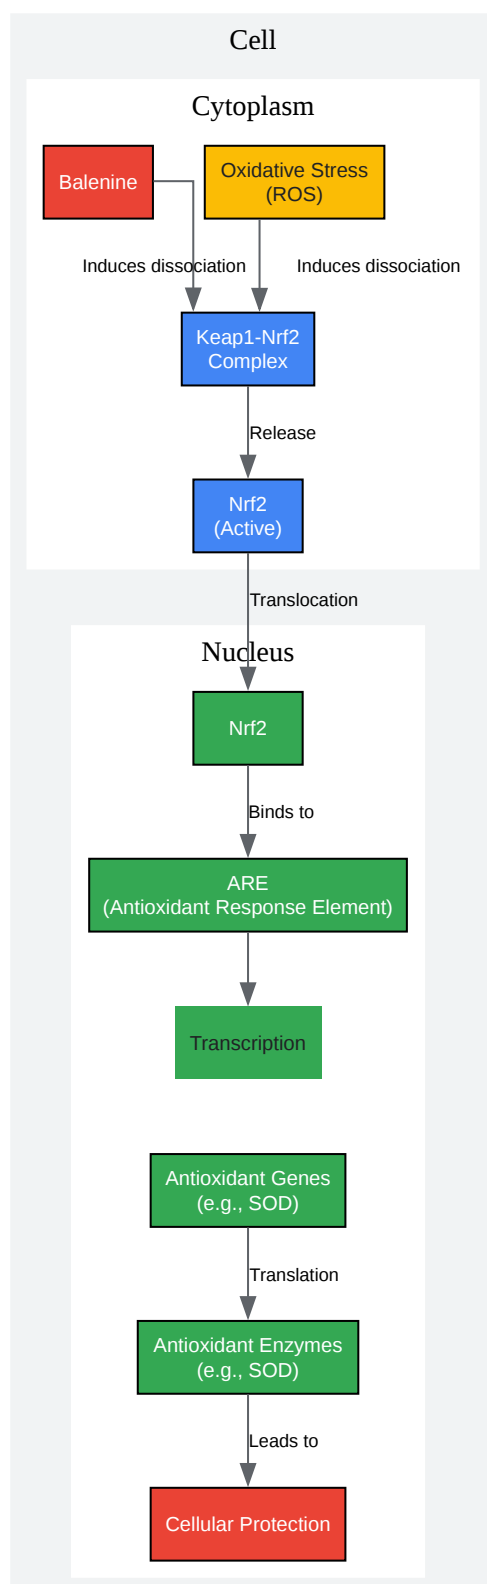 Cell
Cytoplasm
Balenine
Oxidative Stress
(ROS)
Induces dissociation
Induces dissociation
Keap1-Nrf2
Complex
Release
Nrf2
(Active)
Translocation
Nucleus
Nrf2
Binds to
ARE
(Antioxidant Response Element)
Transcription
Antioxidant Genes
(e.g., SOD)
Translation
Antioxidant Enzymes
(e.g., SOD)
Leads to
Cellular Protection